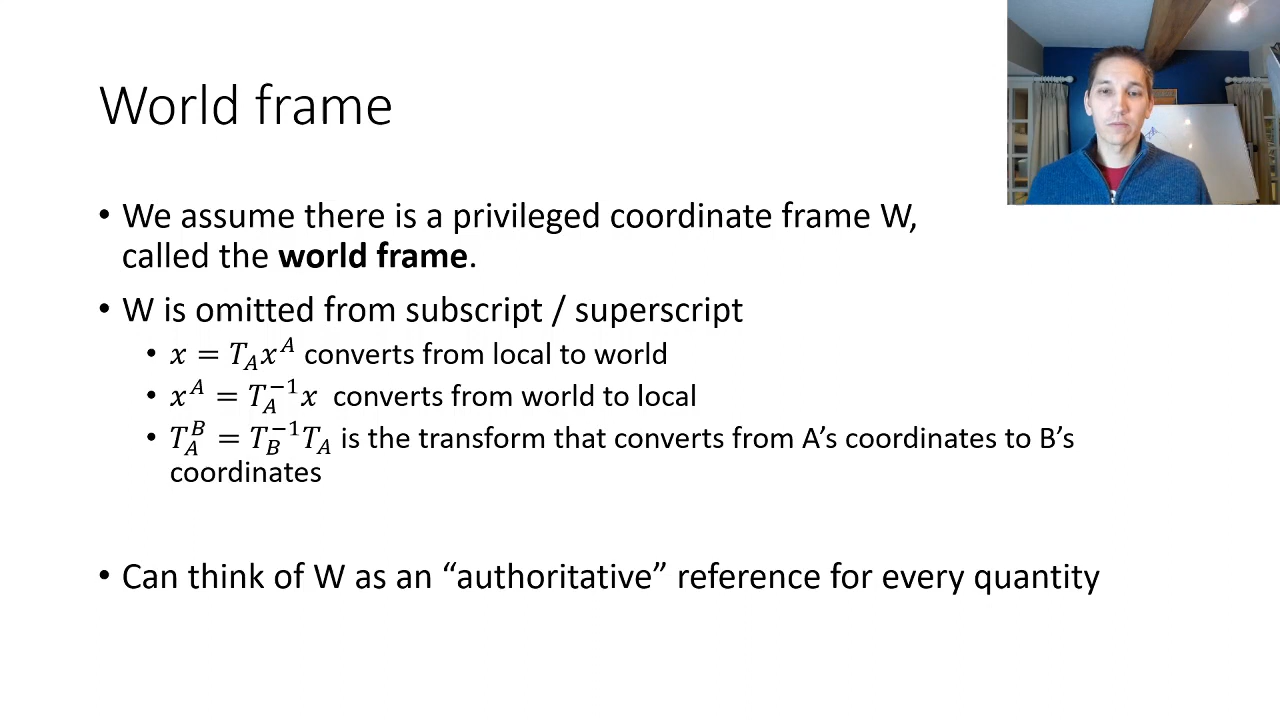 World frame
• We assume there is a privileged coordinate frame W,
called the world frame.
• W is omitted from subscript / superscript
• $x = T_A x^A$ converts from local to world
• $x^A = T_A^{-1} x$ converts from world to local
• $T_A^B = T_B^{-1} T_A$ is the transform that converts from A’s coordinates to B’s
coordinates
• Can think of W as an “authoritative” reference for every quantity